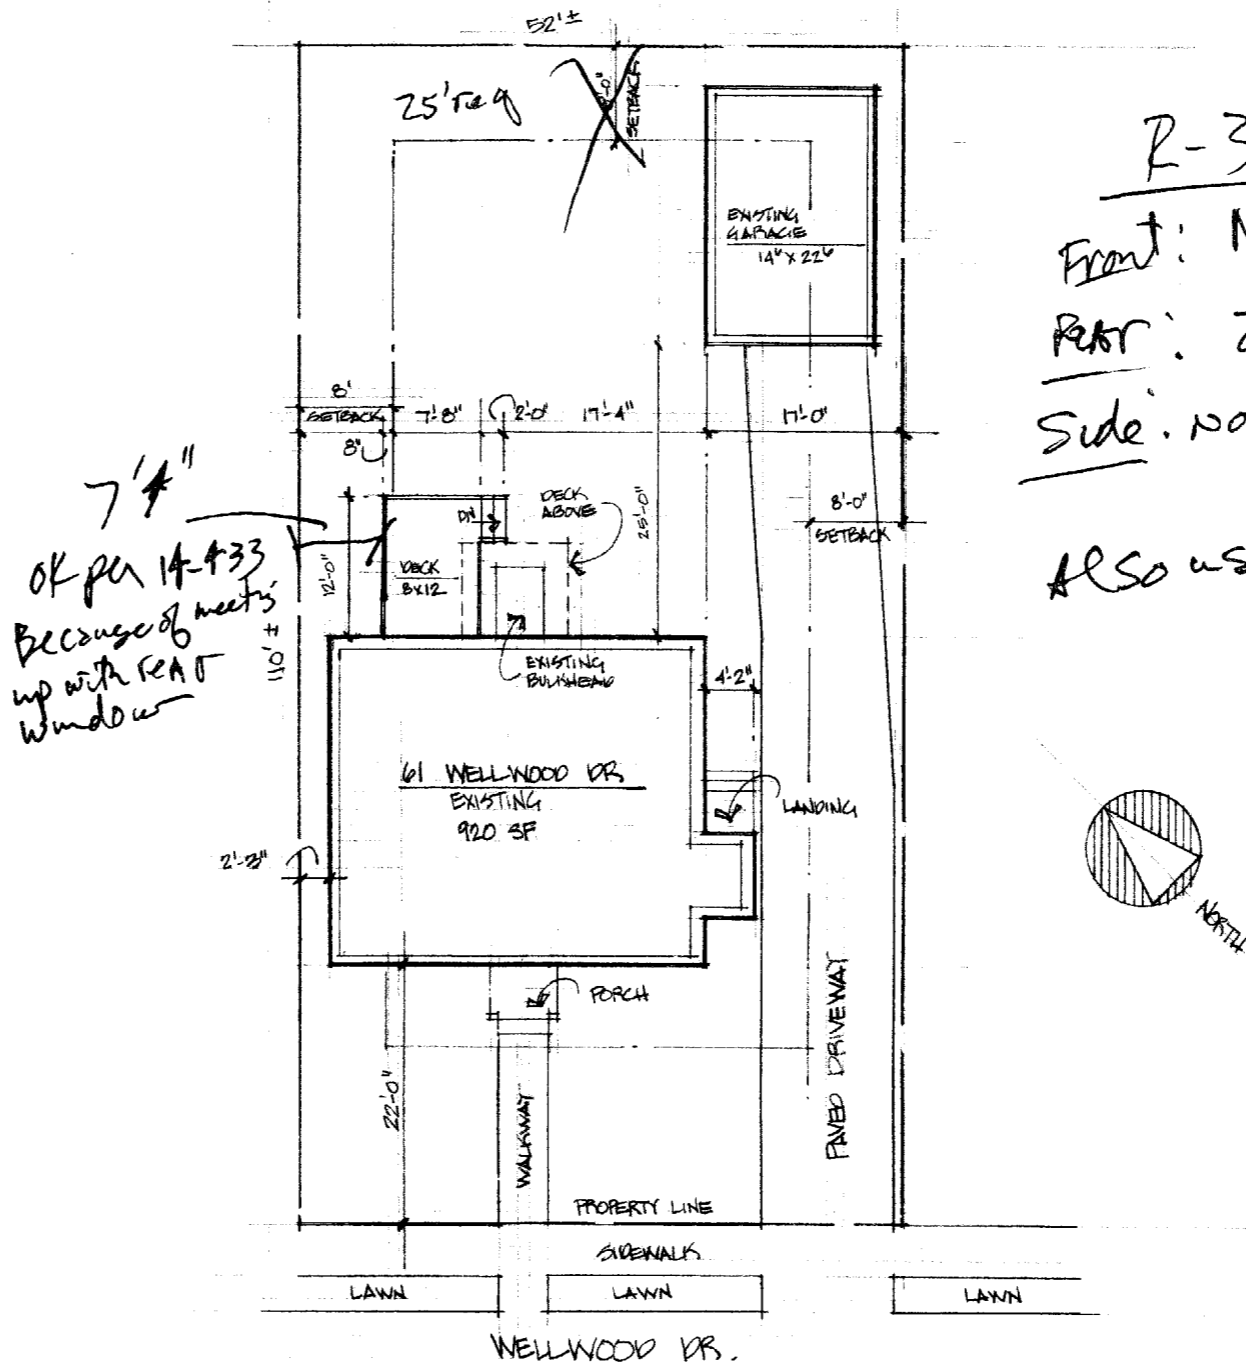 52'±
25' req
SETBACK
R-3
Front:
EXISTING
GARAGE
14⁶ X 22⁶
Rear:
Side: No
8'
SETBACK
7'-8"
2'-0"
17'-4"
17'-0"
8"
7'4"
ok per 14-433
Because of meeting
up with rear
window
12'-0"
110'±
DN
DECK
8X12
DECK
ABOVE
25'-0"
8'-0"
SETBACK
Also
EXISTING
BULKHEAD
4'-2"
61 WELLWOOD DR
EXISTING
920 SF
LANDING
2'-3"
NORTH
PORCH
22'-0"
WALKWAY
PAVED DRIVEWAY
PROPERTY LINE
SIDEWALK
LAWN
LAWN
LAWN
WELLWOOD DR.